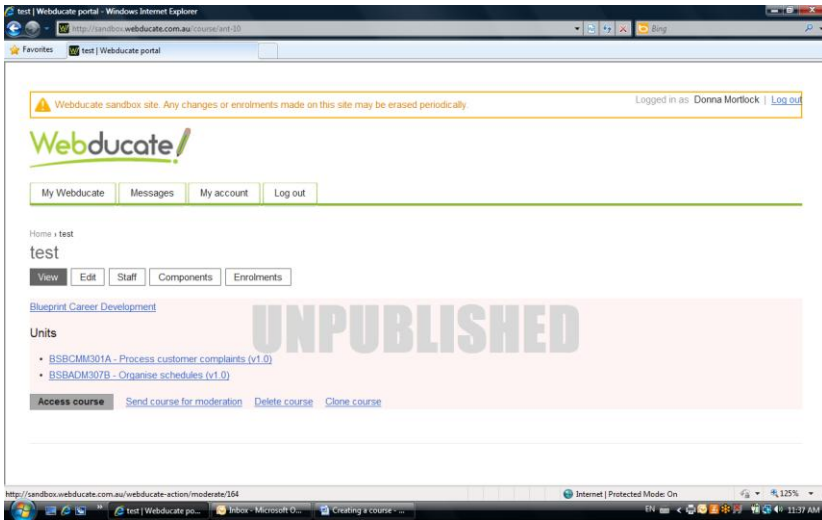 test | Webducate portal - Windows Internet Explorer
http://sandbox.webducate.com.au/course/ant-10
Bing
Favorites test | Webducate portal
Webducate sandbox site. Any changes or enrolments made on this site may be erased periodically.
Logged in as Donna Mortlock | Log out
Webducate!
My Webducate Messages My account Log out
Home › test
test
View Edit Staff Components Enrolments
Blueprint Career Development
UNPUBLISHED
Units
• BSBCMM301A - Process customer complaints (v1.0)
• BSBADM307B - Organise schedules (v1.0)
Access course Send course for moderation Delete course Clone course
http://sandbox.webducate.com.au/webducate-action/moderate/164 Internet | Protected Mode: On 125%
test | Webducate po... Inbox - Microsoft O... Creating a course - ... EN 11:37 AM